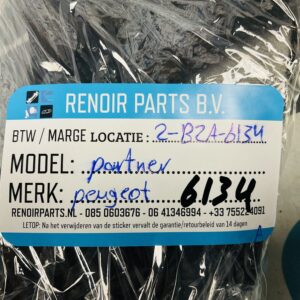 RENOIR PARTS B.V.
BTW / MARGE LOCATIE : 2-B2A-6134
MODEL: partner
MERK: peugeot 6134
RENOIRPARTS.NL - 085 0603676 - 06 41346994 - +33 755224091
LETOP: Na het verwijderen van de sticker vervalt de garantie/retourbeleid van 14 dagen